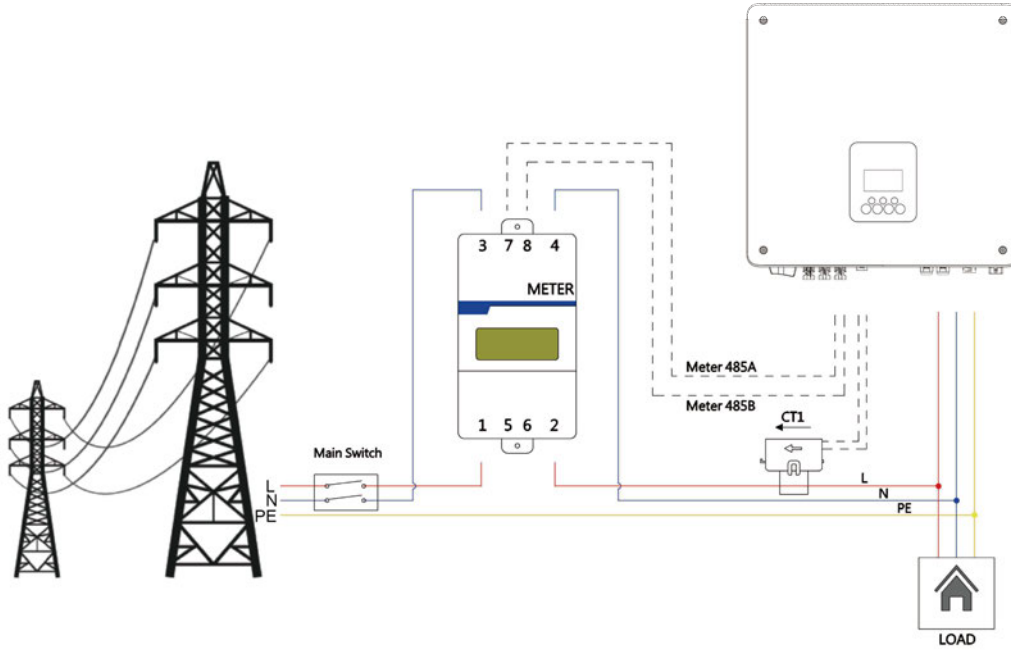 3 7 8 4
METER
Meter 485A
Meter 485B
1 5 6 2
CT1
Main Switch
L
N
PE
L
N
PE
LOAD